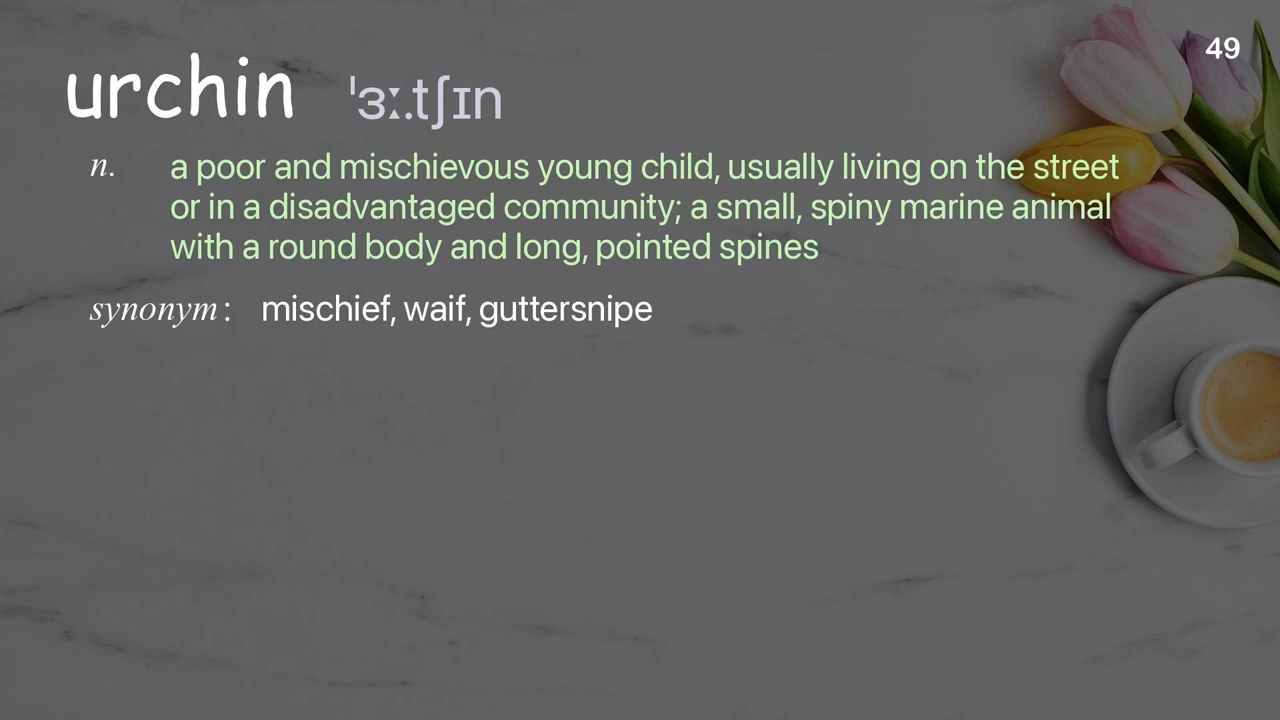 49
urchin ˈɜː.tʃɪn
n. a poor and mischievous young child, usually living on the street
or in a disadvantaged community; a small, spiny marine animal
with a round body and long, pointed spines
synonym: mischief, waif, guttersnipe